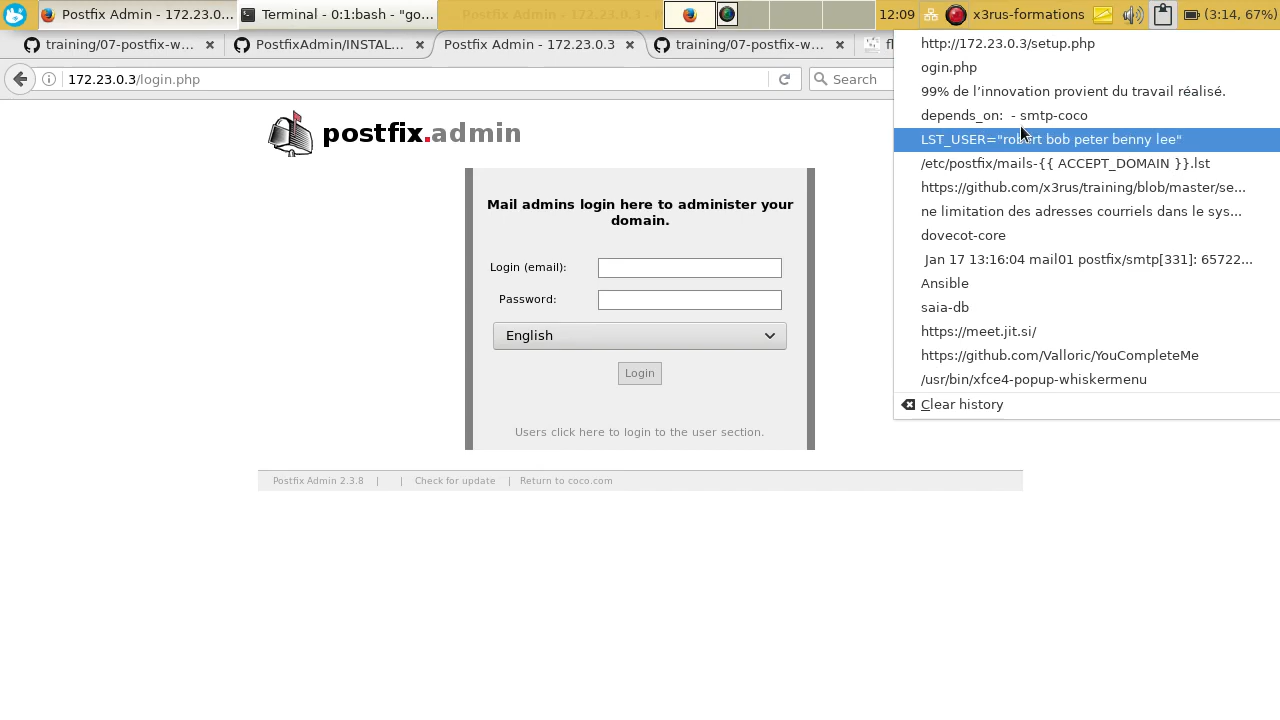 Postfix Admin - 172.23.0...
Terminal - 0:1:bash - "go...
12:09
x3rus-formations
(3:14, 67%)
training/07-postfix-w...
PostfixAdmin/INSTAL...
Postfix Admin - 172.23.0.3
training/07-postfix-w...
172.23.0.3/login.php
Search
http://172.23.0.3/setup.php
ogin.php
99% de l’innovation provient du travail réalisé.
depends_on:  - smtp-coco
LST_USER="robert bob peter benny lee"
/etc/postfix/mails-{{ ACCEPT_DOMAIN }}.lst
https://github.com/x3rus/training/blob/master/se...
ne limitation des adresses courriels dans le sys...
dovecot-core
Jan 17 13:16:04 mail01 postfix/smtp[331]: 65722...
Ansible
saia-db
https://meet.jit.si/
https://github.com/Valloric/YouCompleteMe
/usr/bin/xfce4-popup-whiskermenu
Clear history
postfix.admin
Mail admins login here to administer your
domain.
Login (email):
Password:
English
Login
Users click here to login to the user section.
Postfix Admin 2.3.8 | | Check for update | Return to coco.com